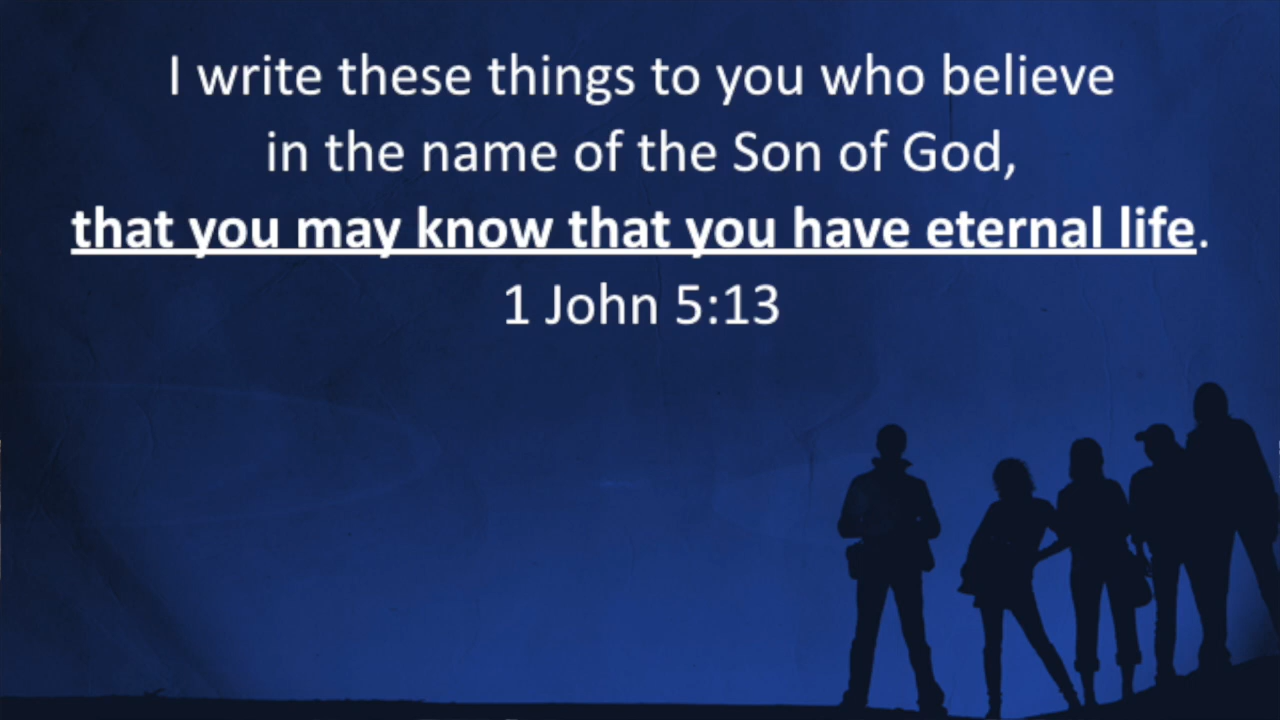 I write these things to you who believe
in the name of the Son of God,
that you may know that you have eternal life.
1 John 5:13